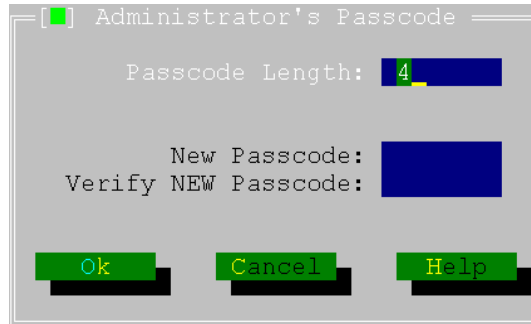 [■] Administrator's Passcode
Passcode Length: 4
New Passcode:
Verify NEW Passcode:
Ok Cancel Help